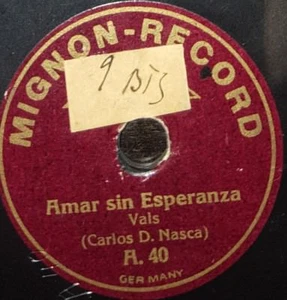 MIGNON-RECORD
9 BIS
Amar sin Esperanza
Vals
(Carlos D. Nasca)
A. 40
GERMANY